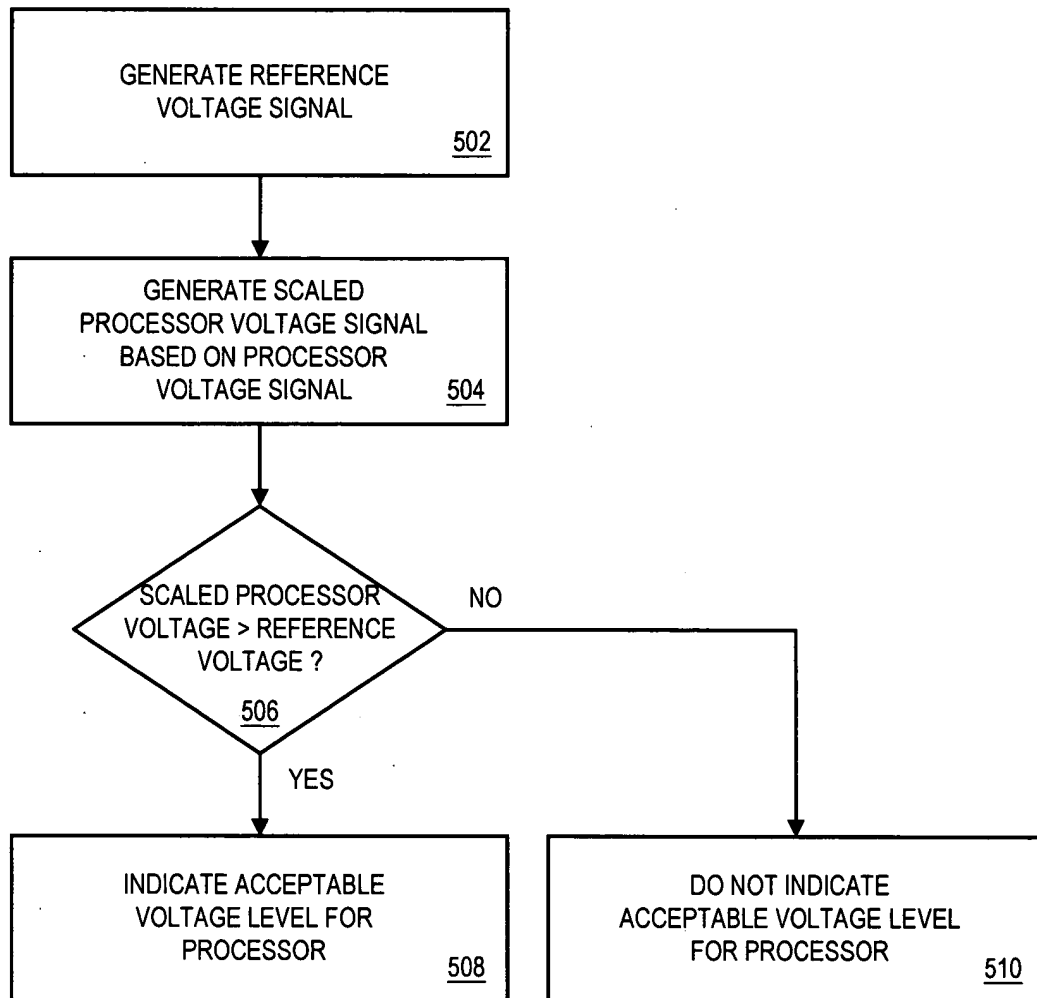 GENERATE REFERENCE
VOLTAGE SIGNAL
502
GENERATE SCALED
PROCESSOR VOLTAGE SIGNAL
BASED ON PROCESSOR
VOLTAGE SIGNAL
504
SCALED PROCESSOR
VOLTAGE > REFERENCE
VOLTAGE ?
506
NO
YES
INDICATE ACCEPTABLE
VOLTAGE LEVEL FOR
PROCESSOR
508
DO NOT INDICATE
ACCEPTABLE VOLTAGE LEVEL
FOR PROCESSOR
510